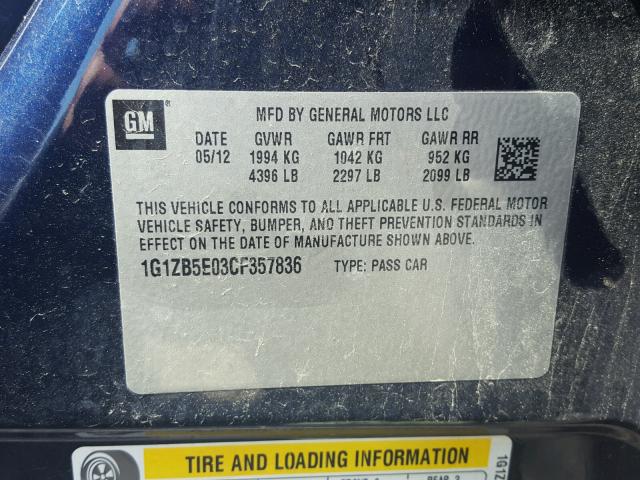 GM
MFD BY GENERAL MOTORS LLC
DATE GVWR GAWR FRT GAWR RR
05/12 1994 KG 1042 KG 952 KG
4396 LB 2297 LB 2099 LB
THIS VEHICLE CONFORMS TO ALL APPLICABLE U.S. FEDERAL MOTOR
VEHICLE SAFETY, BUMPER, AND THEFT PREVENTION STANDARDS IN
EFFECT ON THE DATE OF MANUFACTURE SHOWN ABOVE.
1G1ZB5E03CF357836 TYPE: PASS CAR
TIRE AND LOADING INFORMATION
1G1Z